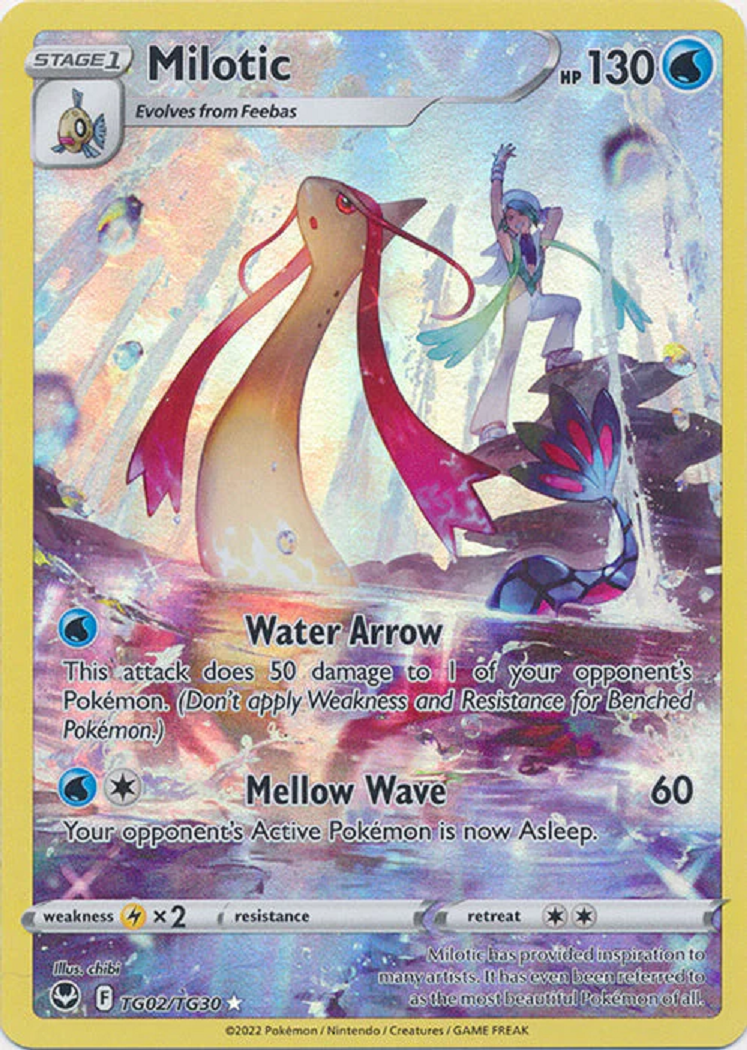 STAGE 1
Milotic
HP 130
Evolves from Feebas
Water Arrow
This attack does 50 damage to 1 of your opponent's
Pokémon. (Don't apply Weakness and Resistance for Benched
Pokémon.)
Mellow Wave 60
Your opponent's Active Pokémon is now Asleep.
weakness ×2 resistance retreat
Illus. chibi
Milotic has provided inspiration to
many artists. It has even been referred to
as the most beautiful Pokémon of all.
F TG02/TG30
©2022 Pokémon / Nintendo / Creatures / GAME FREAK